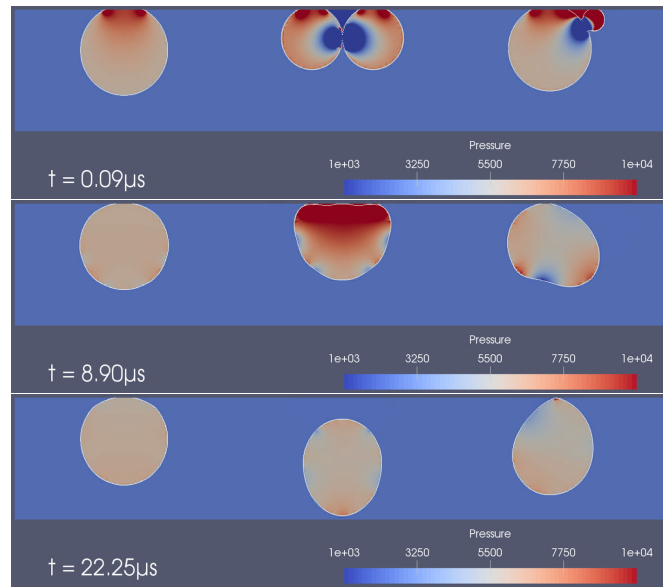 Pressure
1e+03 3250 5500 7750 1e+04
t = 0.09μs
Pressure
1e+03 3250 5500 7750 1e+04
t = 8.90μs
Pressure
1e+03 3250 5500 7750 1e+04
t = 22.25μs